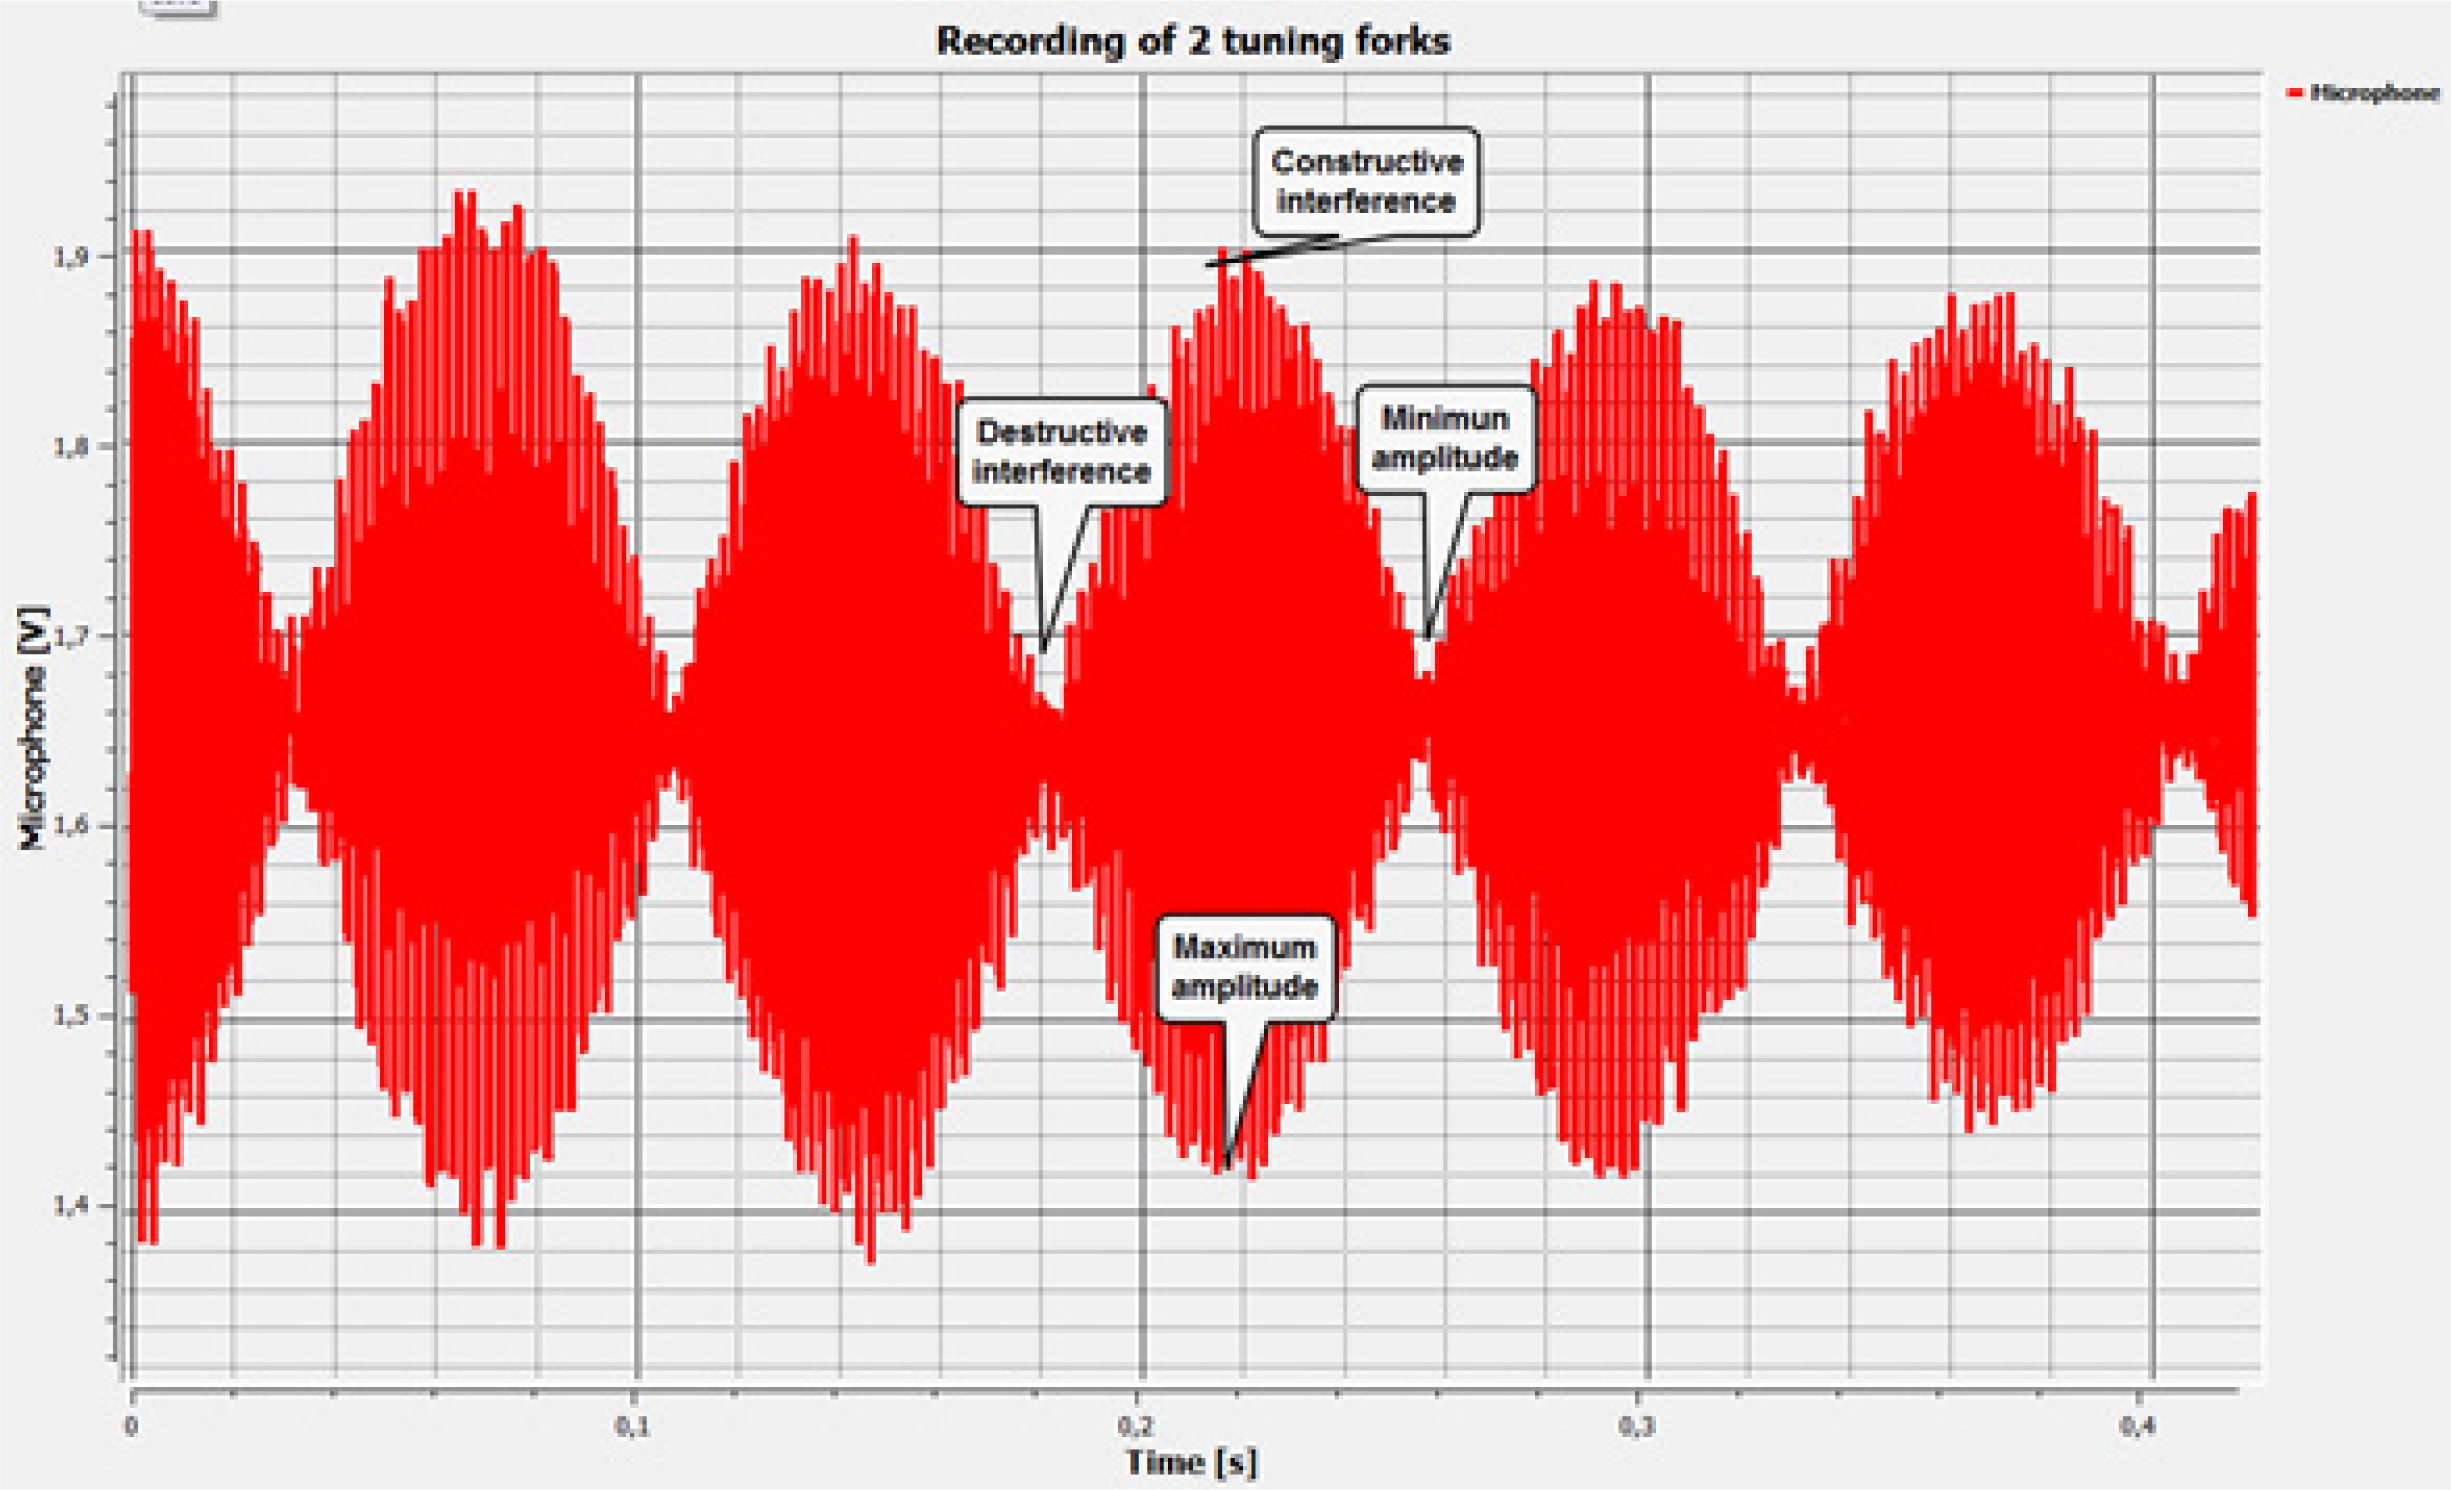 Recording of 2 tuning forks
Microphone
Constructive
interference
1,9
Destructive
interference
Minimun
amplitude
1,8
1,7
Microphone [V]
1,6
Maximum
amplitude
1,5
1,4
0
0,1
0,2
0,3
0,4
Time [s]